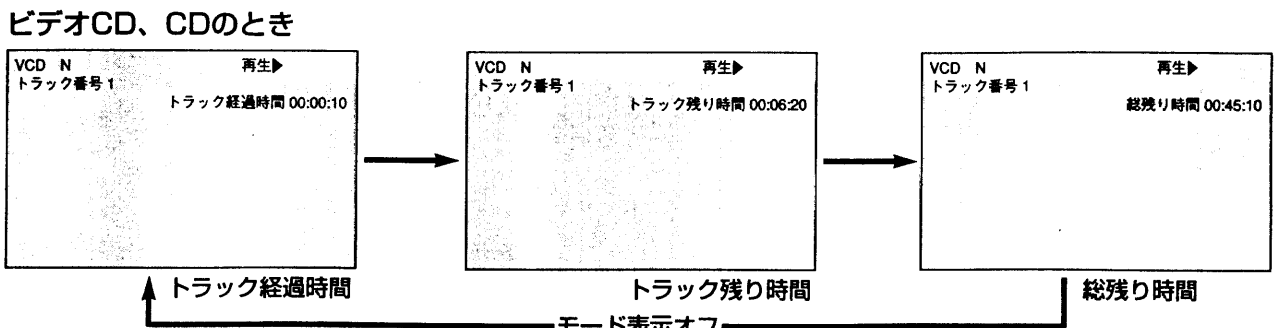 ビデオCD、CDのとき
VCD N 再生▶
トラック番号 1
トラック経過時間 00:00:10
トラック経過時間
VCD N 再生▶
トラック番号 1
トラック残り時間 00:06:20
トラック残り時間
VCD N 再生▶
トラック番号 1
総残り時間 00:45:10
総残り時間
モード表示オフ